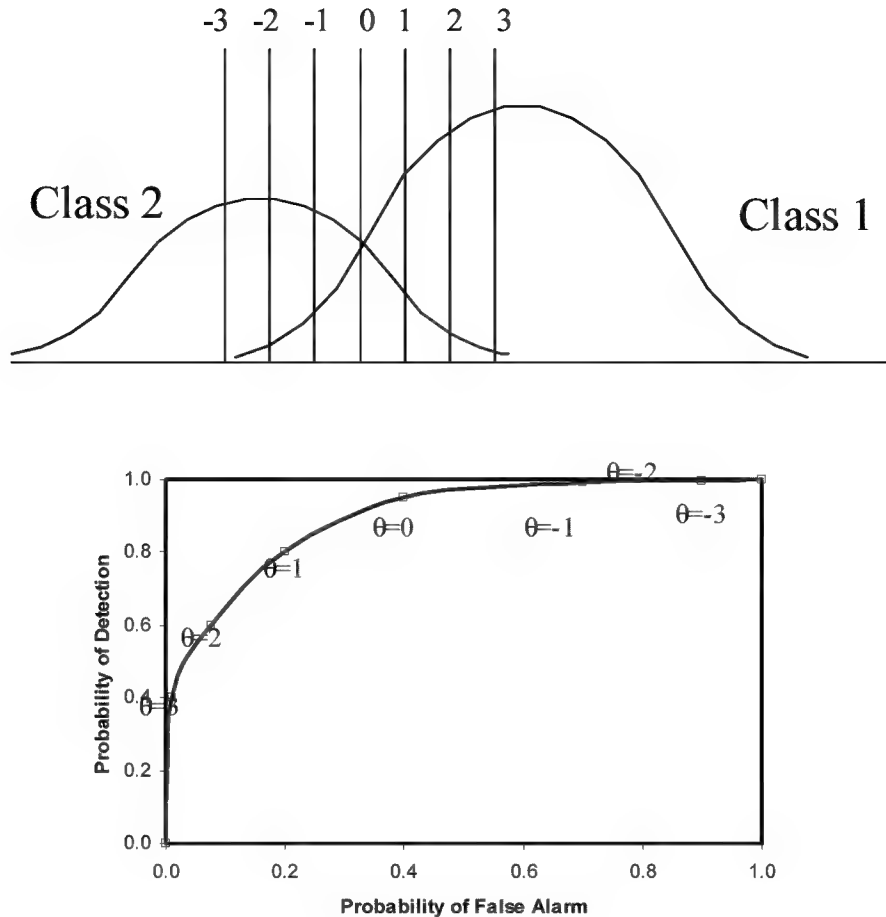 -3 -2 -1 0 1 2 3
Class 2
Class 1
1.0
0.8
0.6
0.4
0.2
0.0
Probability of Detection
θ=-2
θ=-3
θ=-1
θ=0
θ=1
θ=2
θ=3
0.0 0.2 0.4 0.6 0.8 1.0
Probability of False Alarm